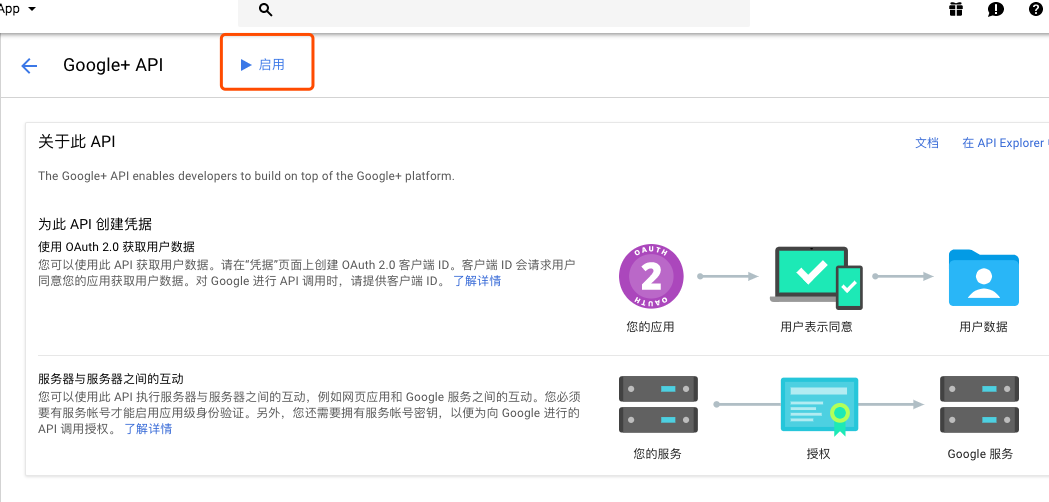 App
Google+ API
启用
关于此 API
文档
在 API Explorer
The Google+ API enables developers to build on top of the Google+ platform.
为此 API 创建凭据
使用 OAuth 2.0 获取用户数据
您可以使用此 API 获取用户数据。请在“凭据”页面上创建 OAuth 2.0 客户端 ID。客户端 ID 会请求用户
同意您的应用获取用户数据。对 Google 进行 API 调用时，请提供客户端 ID。 了解详情
OAUTH
2
OAUTH
您的应用
用户表示同意
用户数据
服务器与服务器之间的互动
您可以使用此 API 执行服务器与服务器之间的互动，例如网页应用和 Google 服务之间的互动。您必须
要有服务帐号才能启用应用级身份验证。另外，您还需要拥有服务帐号密钥，以便为向 Google 进行的
API 调用授权。 了解详情
您的服务
授权
Google 服务